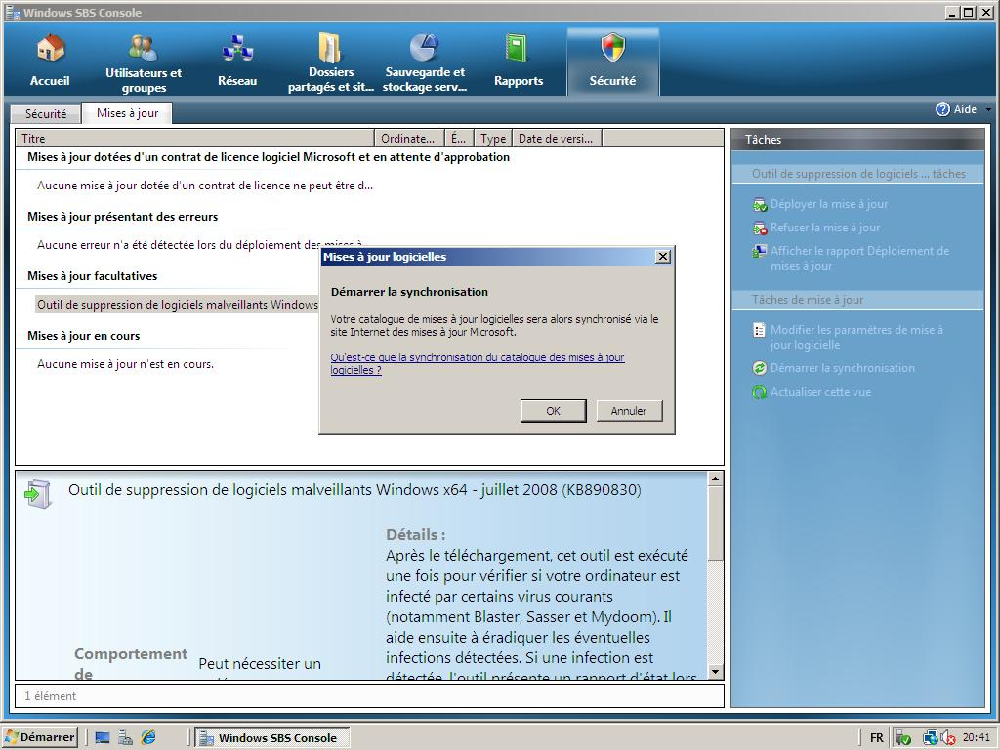 Windows SBS Console
Accueil
Utilisateurs et
groupes
Réseau
Dossiers
partagés et sit...
Sauvegarde et
stockage serv...
Rapports
Sécurité
Sécurité
Mises à jour
Aide
Titre
Ordinate...
É...
Type
Date de versi...
Mises à jour dotées d'un contrat de licence logiciel Microsoft et en attente d'approbation
Aucune mise à jour dotée d'un contrat de licence ne peut être d...
Mises à jour présentant des erreurs
Aucune erreur n'a été détectée lors du déploiement des mises à
Mises à jour facultatives
Outil de suppression de logiciels malveillants Windows
Mises à jour en cours
Aucune mise à jour n'est en cours.
Mises à jour logicielles
Démarrer la synchronisation
Votre catalogue de mises à jour logicielles sera alors synchronisé via le
site Internet des mises à jour Microsoft.
Qu'est-ce que la synchronisation du catalogue des mises à jour
logicielles ?
OK
Annuler
Tâches
Outil de suppression de logiciels ... tâches
Déployer la mise à jour
Refuser la mise à jour
Afficher le rapport Déploiement de
mises à jour
Tâches de mise à jour
Modifier les paramètres de mise à
jour logicielle
Démarrer la synchronisation
Actualiser cette vue
Outil de suppression de logiciels malveillants Windows x64 - juillet 2008 (KB890830)
Détails :
Après le téléchargement, cet outil est exécuté
une fois pour vérifier si votre ordinateur est
infecté par certains virus courants
(notamment Blaster, Sasser et Mydoom). Il
aide ensuite à éradiquer les éventuelles
infections détectées. Si une infection est
détectée, l'outil présente un rapport d'état lors
Comportement
de
Peut nécessiter un
1 élément
Démarrer
Windows SBS Console
FR
20:41